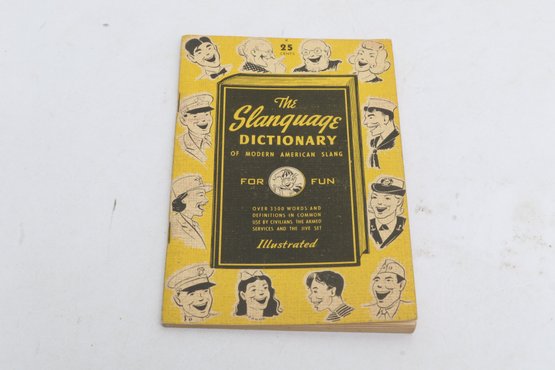 25
CENTS
The
Slanguage
DICTIONARY
OF MODERN AMERICAN SLANG
FOR FUN
OVER 3500 WORDS AND
DEFINITIONS IN COMMON
USE BY CIVILIANS THE ARMED
SERVICES AND THE JIVE SET
Illustrated